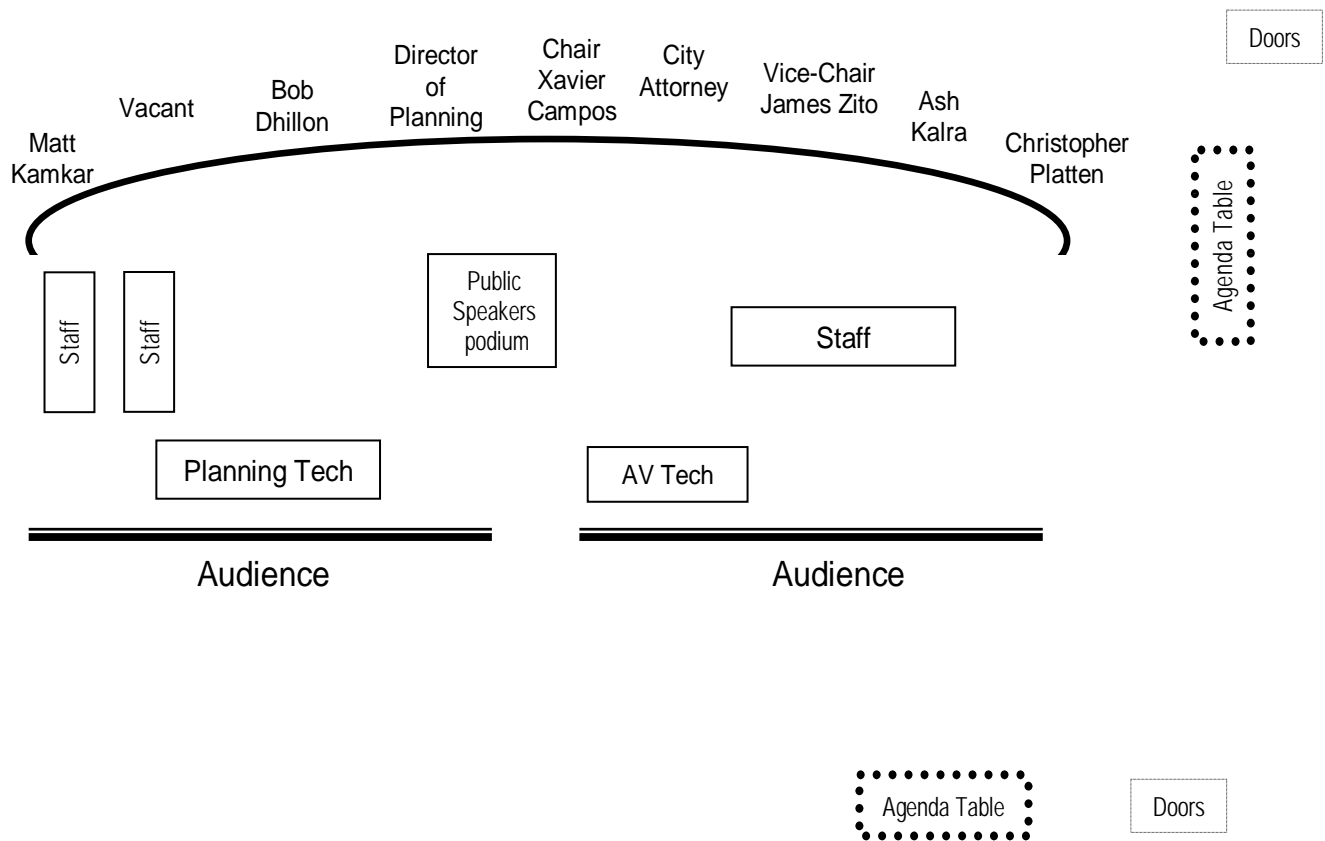 Doors
Director
of
Planning
Chair
Xavier
Campos
City
Attorney
Vice-Chair
James Zito
Bob
Dhillon
Vacant
Ash
Kalra
Matt
Kamkar
Christopher
Platten
Agenda Table
Public
Speakers
podium
Staff
Staff
Staff
Planning Tech
AV Tech
Audience
Audience
Agenda Table
Doors